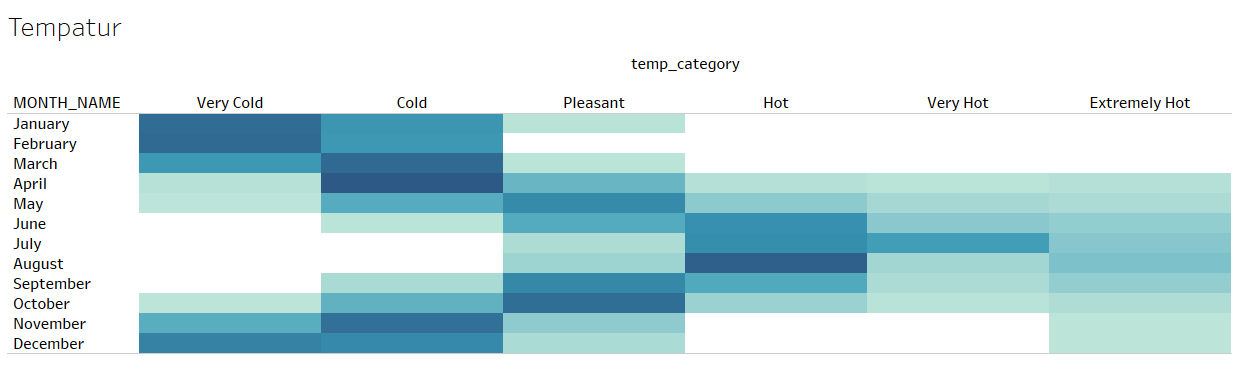 Tempatur
temp_category
MONTH_NAME Very Cold Cold Pleasant Hot Very Hot Extremely Hot
January
February
March
April
May
June
July
August
September
October
November
December